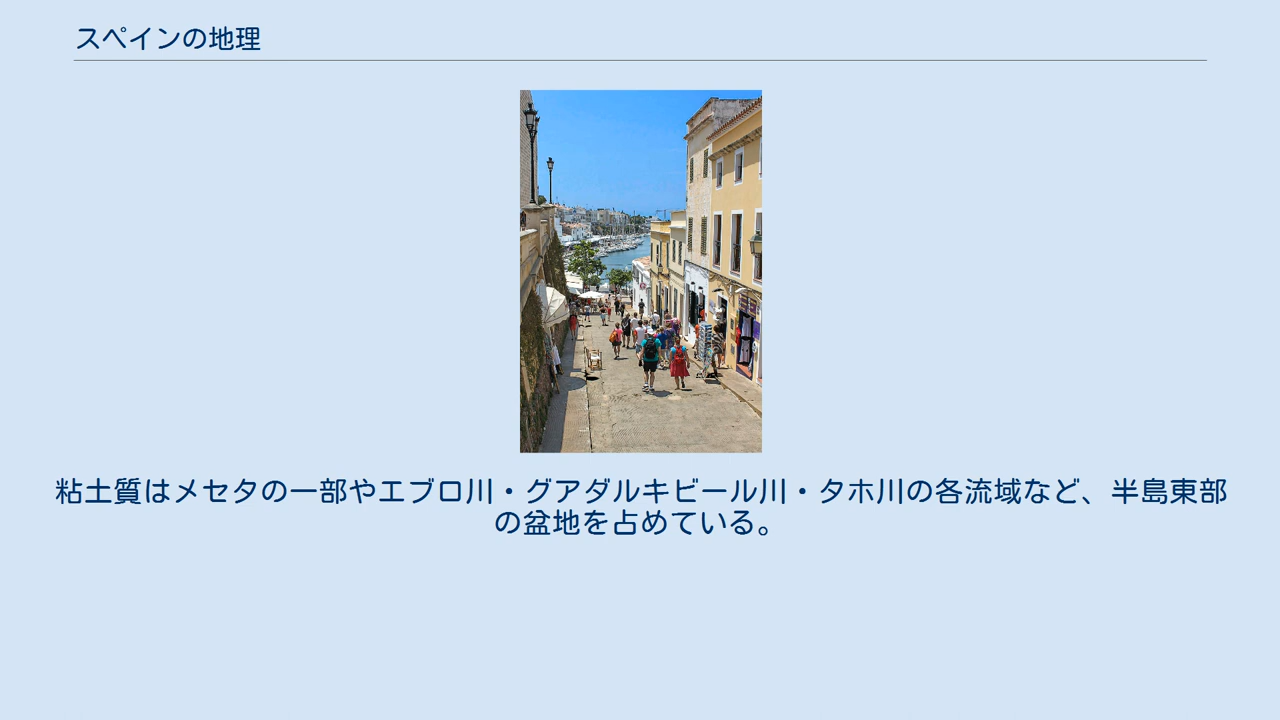 スペインの地理
粘土質はメセタの一部やエブロ川・グアダルキビール川・タホ川の各流域など、半島東部
の盆地を占めている。